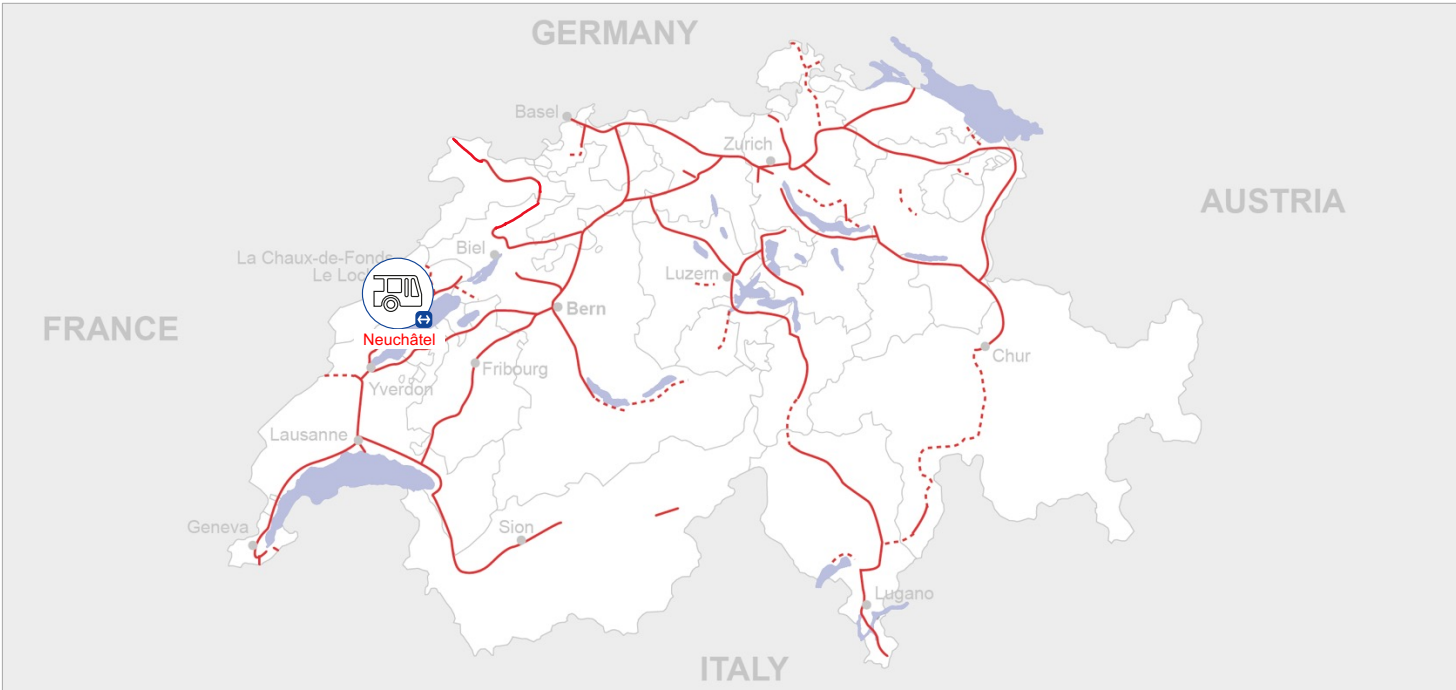 GERMANY
Basel
Zurich
AUSTRIA
Biel
La Chaux-de-Fonds
Le Loc
Luzern
Bern
FRANCE
Neuchâtel
Chur
Fribourg
Yverdon
Lausanne
Sion
Geneva
Lugano
ITALY